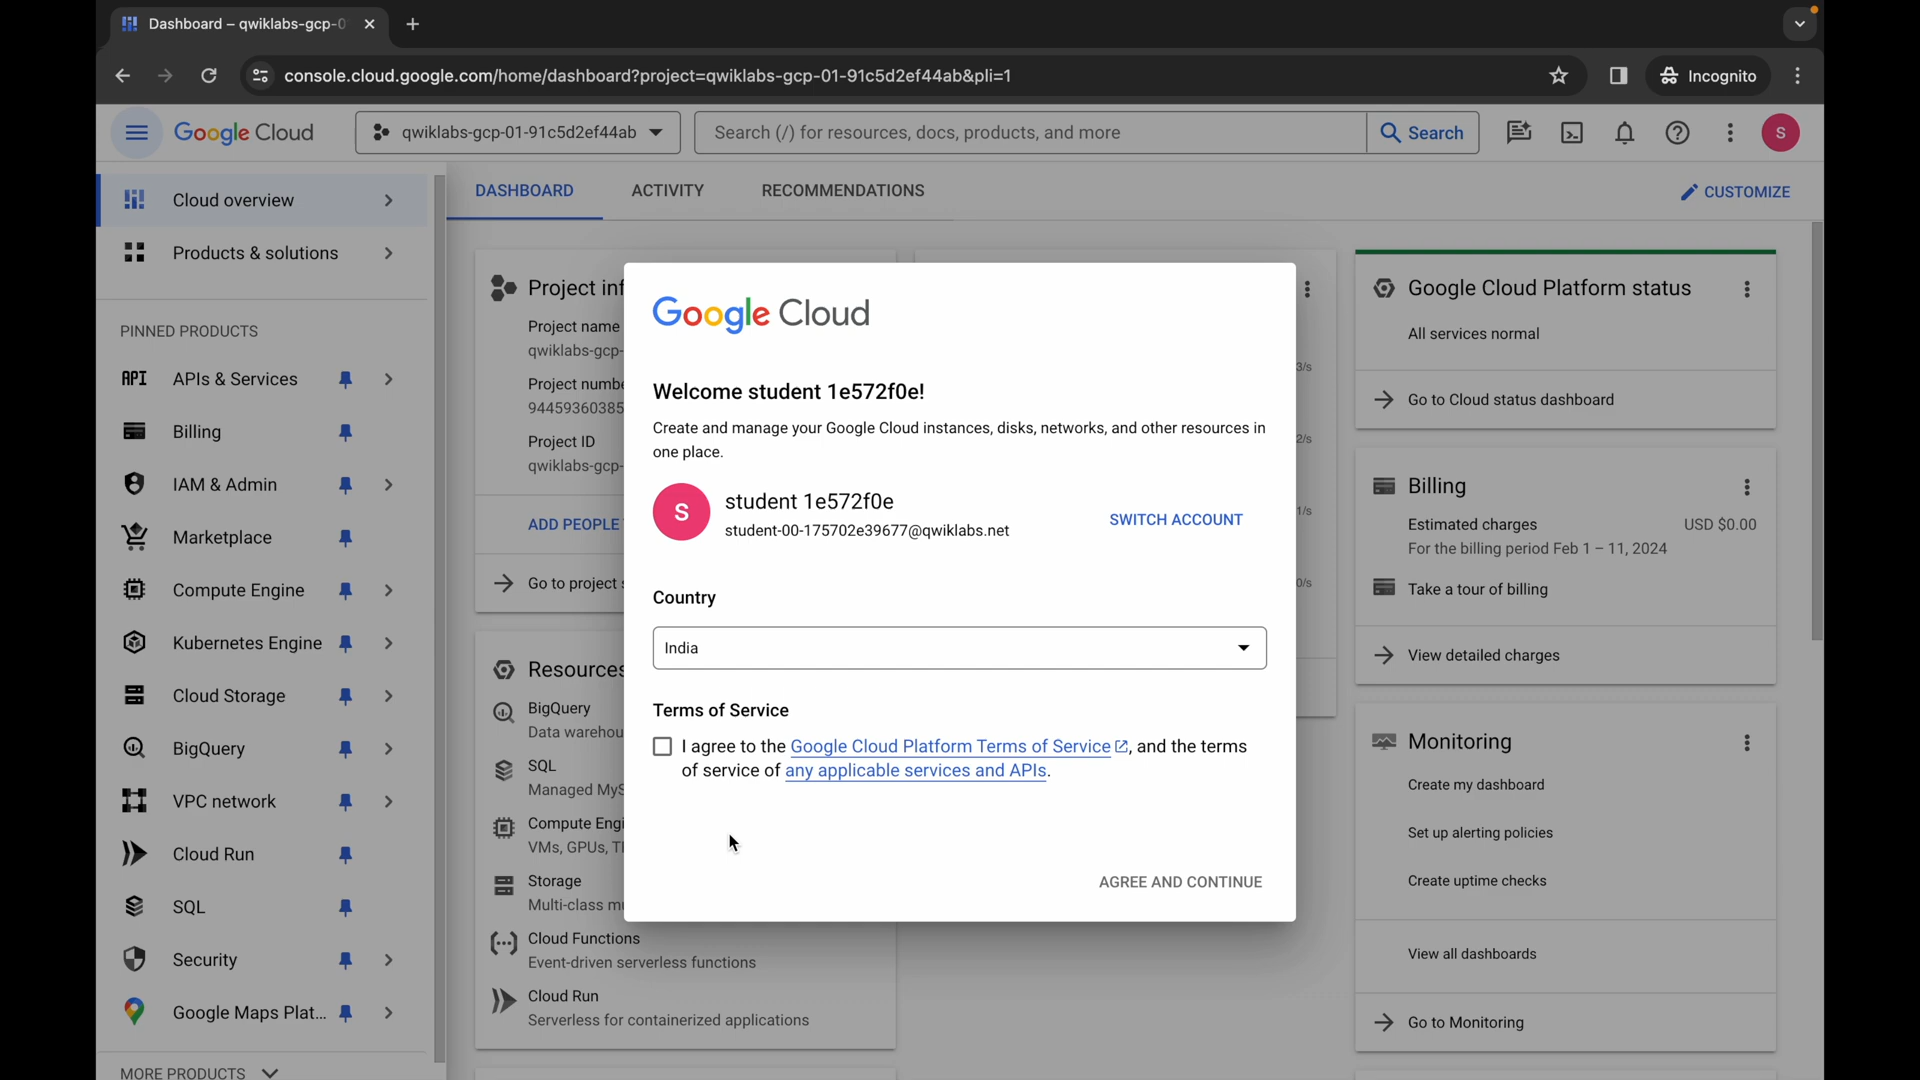 Dashboard – qwiklabs-gcp-0
console.cloud.google.com/home/dashboard?project=qwiklabs-gcp-01-91c5d2ef44ab&pli=1
Incognito
Google Cloud
qwiklabs-gcp-01-91c5d2ef44ab
Search (/) for resources, docs, products, and more
Search
S
Cloud overview
Products & solutions
PINNED PRODUCTS
API APIs & Services
Billing
IAM & Admin
Marketplace
Compute Engine
Kubernetes Engine
Cloud Storage
BigQuery
VPC network
Cloud Run
SQL
Security
Google Maps Plat...
MORE PRODUCTS
DASHBOARD
ACTIVITY
RECOMMENDATIONS
CUSTOMIZE
Project inf
Project name
qwiklabs-gcp-
Project numbe
94459360385
Project ID
qwiklabs-gcp-
ADD PEOPLE
Go to project s
Resources
BigQuery
Data warehou
SQL
Managed MyS
Compute Engi
VMs, GPUs, T
Storage
Multi-class mu
Cloud Functions
Event-driven serverless functions
Cloud Run
Serverless for containerized applications
Google Cloud
Welcome student 1e572f0e!
Create and manage your Google Cloud instances, disks, networks, and other resources in
one place.
S
student 1e572f0e
student-00-175702e39677@qwiklabs.net
SWITCH ACCOUNT
Country
India
Terms of Service
I agree to the Google Cloud Platform Terms of Service, and the terms
of service of any applicable services and APIs.
AGREE AND CONTINUE
3/s
2/s
1/s
0/s
Google Cloud Platform status
All services normal
Go to Cloud status dashboard
Billing
Estimated charges
USD $0.00
For the billing period Feb 1 – 11, 2024
Take a tour of billing
View detailed charges
Monitoring
Create my dashboard
Set up alerting policies
Create uptime checks
View all dashboards
Go to Monitoring